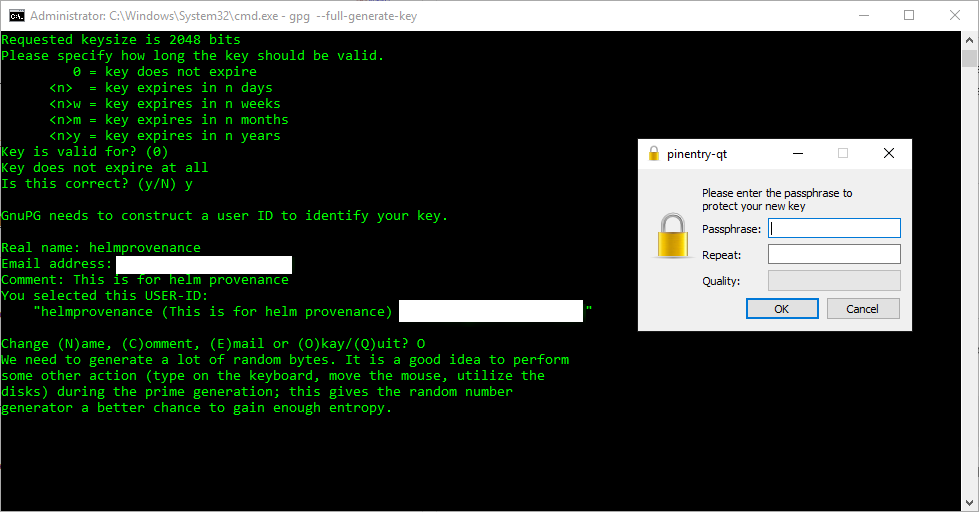 Administrator: C:\Windows\System32\cmd.exe - gpg --full-generate-key
Requested keysize is 2048 bits
Please specify how long the key should be valid.
0 = key does not expire
<n> = key expires in n days
<n>w = key expires in n weeks
<n>m = key expires in n months
<n>y = key expires in n years
Key is valid for? (0)
Key does not expire at all
Is this correct? (y/N) y
GnuPG needs to construct a user ID to identify your key.
Real name: helmprovenance
Email address:
Comment: This is for helm provenance
You selected this USER-ID:
"helmprovenance (This is for helm provenance) "
Change (N)ame, (C)omment, (E)mail or (O)kay/(Q)uit? O
We need to generate a lot of random bytes. It is a good idea to perform
some other action (type on the keyboard, move the mouse, utilize the
disks) during the prime generation; this gives the random number
generator a better chance to gain enough entropy.
pinentry-qt
Please enter the passphrase to
protect your new key
Passphrase:
Repeat:
Quality:
OK Cancel